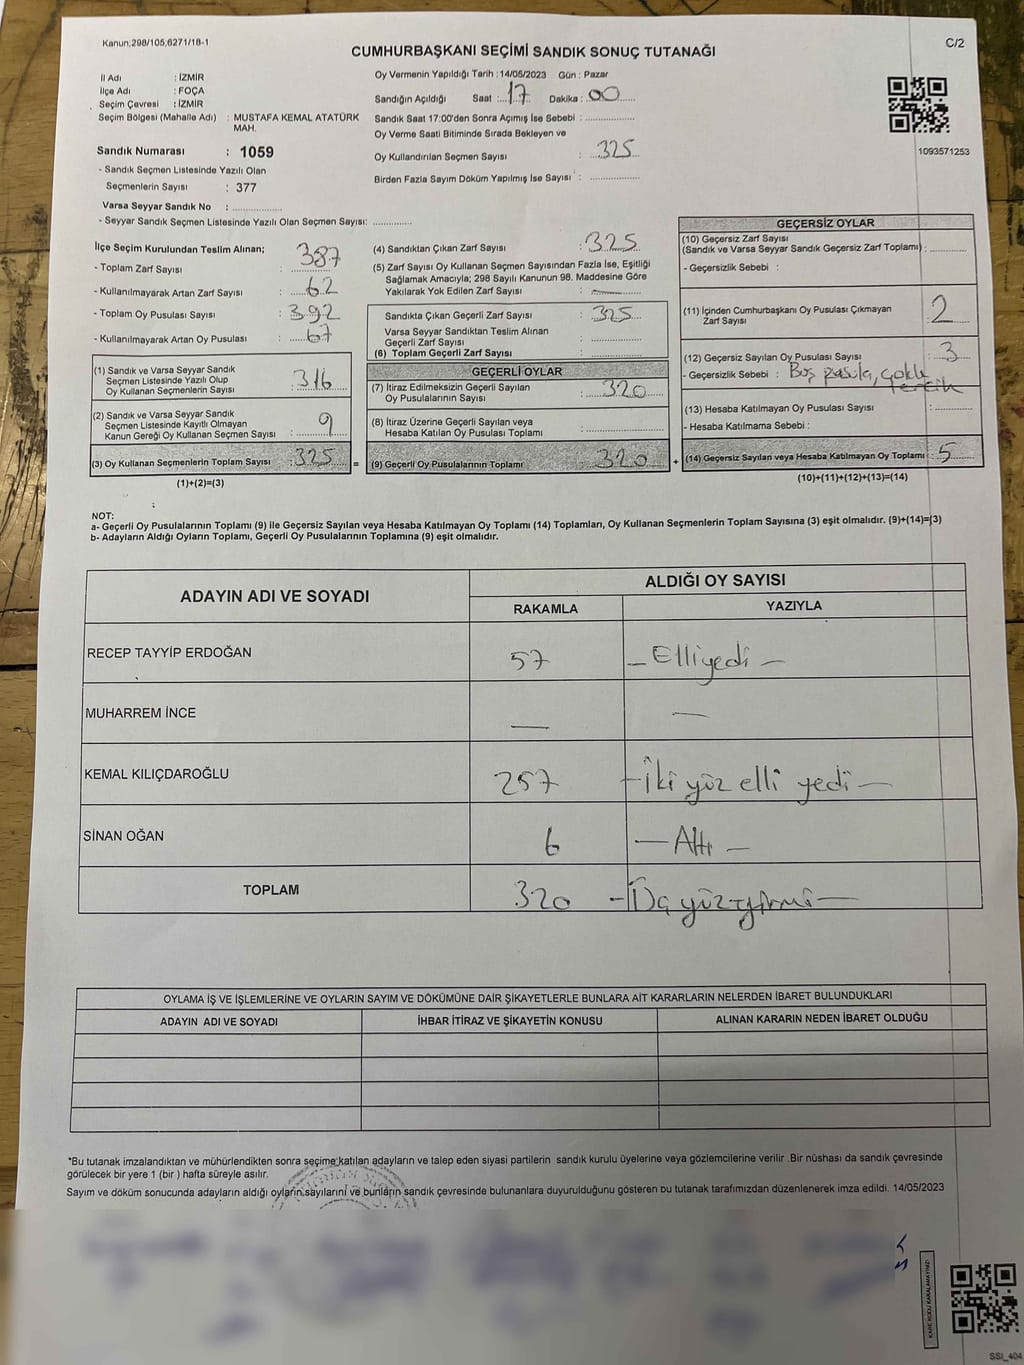 Kanun,298/105,6271/18-1
C/2
CUMHURBAŞKANI SEÇİMİ SANDIK SONUÇ TUTANAĞI
İl Adı : İZMİR
İlçe Adı : FOÇA
Seçim Çevresi : İZMİR
Seçim Bölgesi (Mahalle Adı) : MUSTAFA KEMAL ATATÜRK
MAH.
Sandık Numarası : 1059
- Sandık Seçmen Listesinde Yazılı Olan
Seçmenlerin Sayısı : 377
Varsa Seyyar Sandık No : ................
- Seyyar Sandık Seçmen Listesinde Yazılı Olan Seçmen Sayısı: ............
Oy Vermenin Yapıldığı Tarih : 14/05/2023 Gün : Pazar
Sandığın Açıldığı Saat : 17 Dakika : 00
Sandık Saat 17:00'den Sonra Açımış İse Sebebi : ................
Oy Verme Saati Bitiminde Sırada Bekleyen ve
Oy Kullandırılan Seçmen Sayısı : 325
Birden Fazla Sayım Döküm Yapılmış İse Sayısı : ................
1093571253
İlçe Seçim Kurulundan Teslim Alınan;
- Toplam Zarf Sayısı : 387
- Kullanılmayarak Artan Zarf Sayısı : 62
- Toplam Oy Pusulası Sayısı : 392
- Kullanılmayarak Artan Oy Pusulası : 67
(1) Sandık ve Varsa Seyyar Sandık
Seçmen Listesinde Yazılı Olup
Oy Kullanan Seçmenlerin Sayısı : 316
(2) Sandık ve Varsa Seyyar Sandık
Seçmen Listesinde Kayıtlı Olmayan
Kanun Gereği Oy Kullanan Seçmen Sayısı : 9
(3) Oy Kullanan Seçmenlerin Toplam Sayısı : 325 =
(1)+(2)=(3)
(4) Sandıktan Çıkan Zarf Sayısı : 325
(5) Zarf Sayısı Oy Kullanan Seçmen Sayısından Fazla İse, Eşitliği
Sağlamak Amacıyla; 298 Sayılı Kanunun 98. Maddesine Göre
Yakılarak Yok Edilen Zarf Sayısı : —
Sandıkta Çıkan Geçerli Zarf Sayısı : 325
Varsa Seyyar Sandıktan Teslim Alınan
Geçerli Zarf Sayısı : ................
(6) Toplam Geçerli Zarf Sayısı : ................
GEÇERLİ OYLAR
(7) İtiraz Edilmeksizin Geçerli Sayılan
Oy Pusulalarının Sayısı : 320
(8) İtiraz Üzerine Geçerli Sayılan veya
Hesaba Katılan Oy Pusulası Toplamı : ................
(9) Geçerli Oy Pusulalarının Toplamı : 320 +
GEÇERSİZ OYLAR
(10) Geçersiz Zarf Sayısı
(Sandık ve Varsa Seyyar Sandık Geçersiz Zarf Toplamı) : ............
- Geçersizlik Sebebi :
(11) İçinden Cumhurbaşkanı Oy Pusulası Çıkmayan
Zarf Sayısı : 2
(12) Geçersiz Sayılan Oy Pusulası Sayısı : 3
- Geçersizlik Sebebi : Boş pusula, çoklu
tercih
(13) Hesaba Katılmayan Oy Pusulası Sayısı : ............
- Hesaba Katılmama Sebebi :
(14) Geçersiz Sayılan veya Hesaba Katılmayan Oy Toplamı : 5
(10)+(11)+(12)+(13)=(14)
NOT:
a- Geçerli Oy Pusulalarının Toplamı (9) ile Geçersiz Sayılan veya Hesaba Katılmayan Oy Toplamı (14) Toplamları, Oy Kullanan Seçmenlerin Toplam Sayısına (3) eşit olmalıdır. (9)+(14)=(3)
b- Adayların Aldığı Oyların Toplamı, Geçerli Oy Pusulalarının Toplamına (9) eşit olmalıdır.
ADAYIN ADI VE SOYADI ALDIĞI OY SAYISI
RAKAMLA YAZIYLA
RECEP TAYYİP ERDOĞAN 57 – Elliyedi –
MUHARREM İNCE — —
KEMAL KILIÇDAROĞLU 257 – İki yüz elli yedi –
SİNAN OĞAN 6 – Altı –
TOPLAM 320 – Üç yüz yirmi –
OYLAMA İŞ VE İŞLEMLERİNE VE OYLARIN SAYIM VE DÖKÜMÜNE DAİR ŞİKAYETLERLE BUNLARA AİT KARARLARIN NELERDEN İBARET BULUNDUKLARI
ADAYIN ADI VE SOYADI İHBAR İTİRAZ VE ŞİKAYETİN KONUSU ALINAN KARARIN NEDEN İBARET OLDUĞU
*Bu tutanak imzalandıktan ve mühürlendikten sonra seçime katılan adayların ve talep eden siyasi partilerin sandık kurulu üyelerine veya gözlemcilerine verilir .Bir nüshası da sandık çevresinde
görülecek bir yere 1 (bir ) hafta süreyle asılır.
Sayım ve döküm sonucunda adayların aldığı oyların sayılarını ve bunların sandık çevresinde bulunanlara duyurulduğunu gösteren bu tutanak tarafımızdan düzenlenerek imza edildi. 14/05/2023
KARE KODU KARALAMAYINIZ!
SSI_404